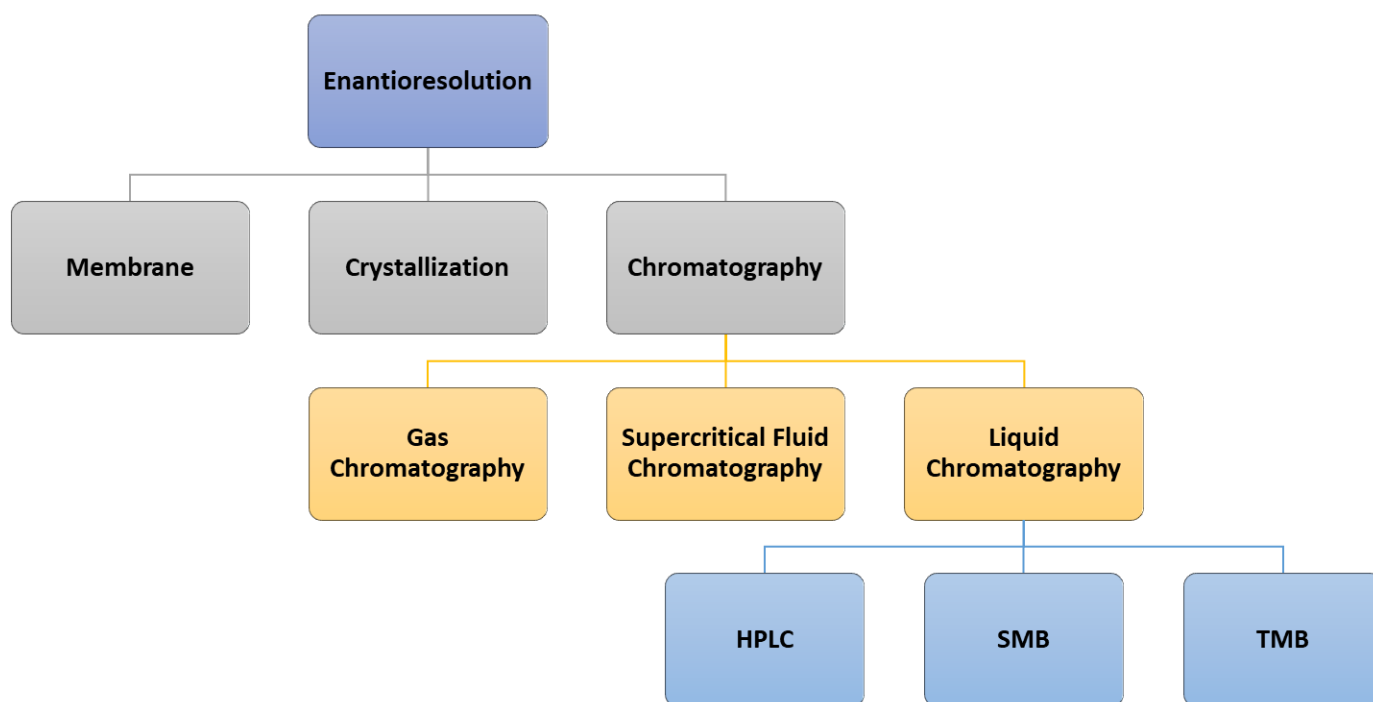 Enantioresolution
Membrane
Crystallization
Chromatography
Gas
Chromatography
Supercritical Fluid
Chromatography
Liquid
Chromatography
HPLC
SMB
TMB